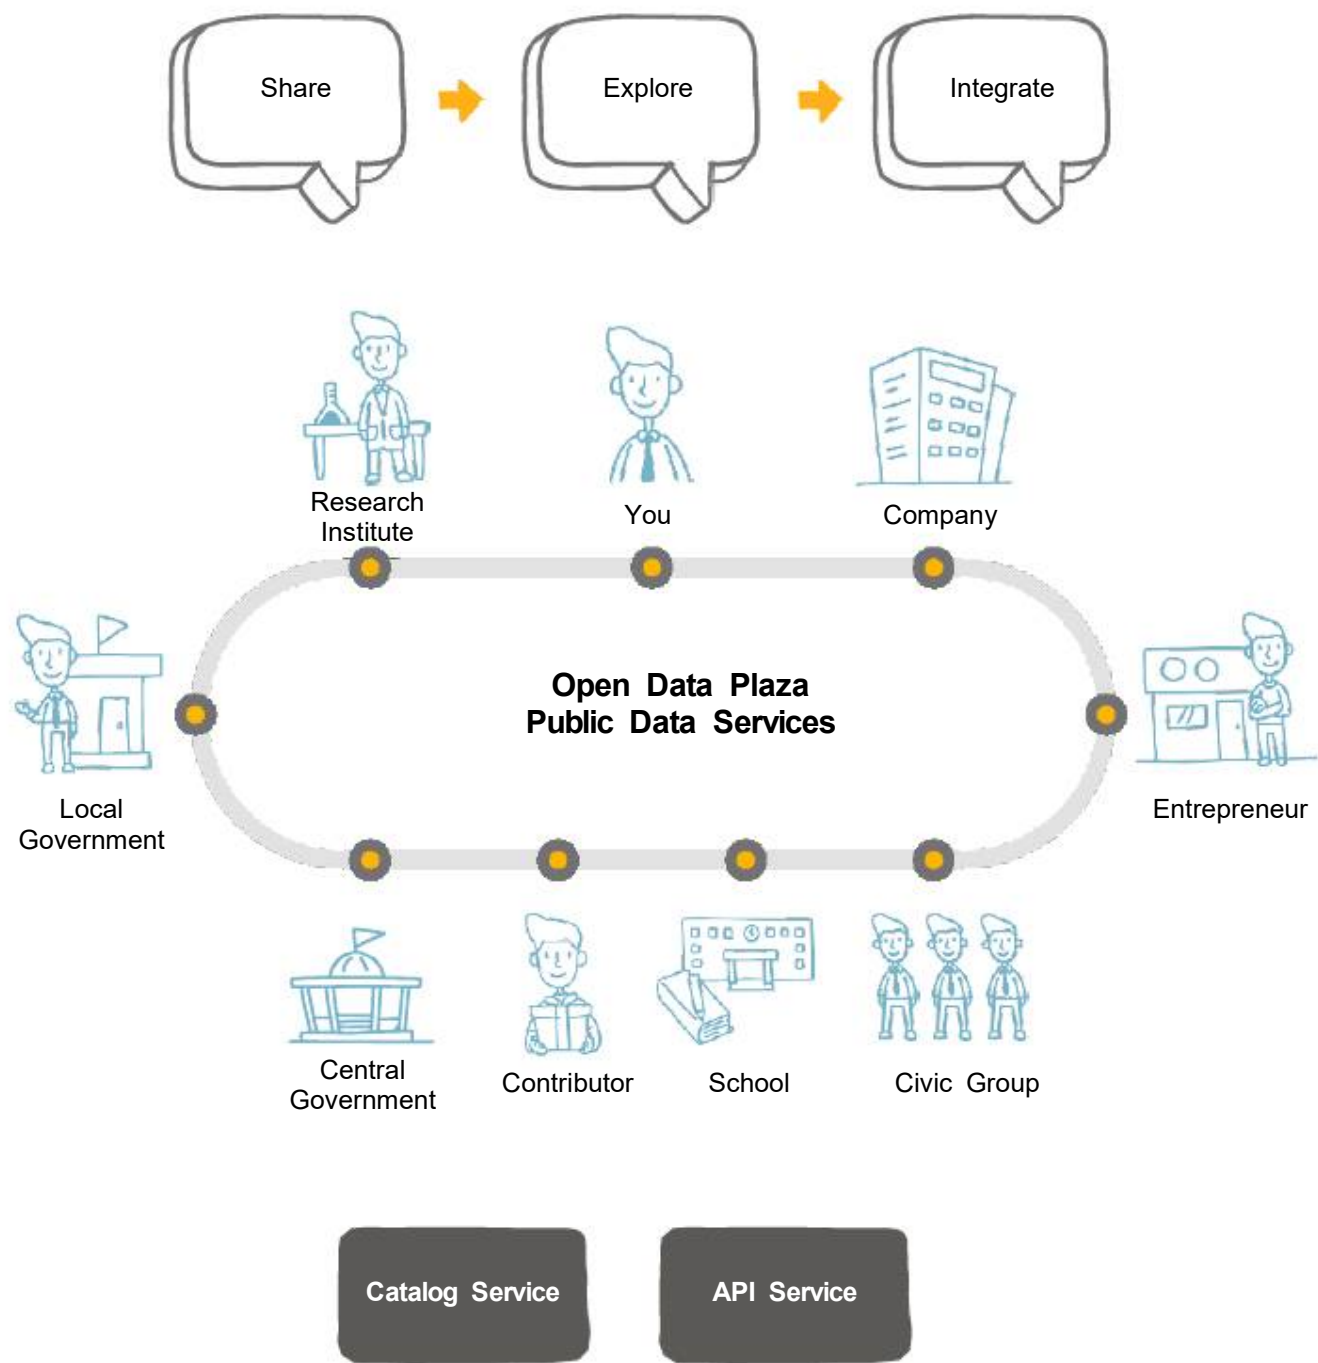 Share
Explore
Integrate
Research
Institute
You
Company
Open Data Plaza
Public Data Services
Local
Government
Entrepreneur
Central
Government
Contributor
School
Civic Group
Catalog Service
API Service